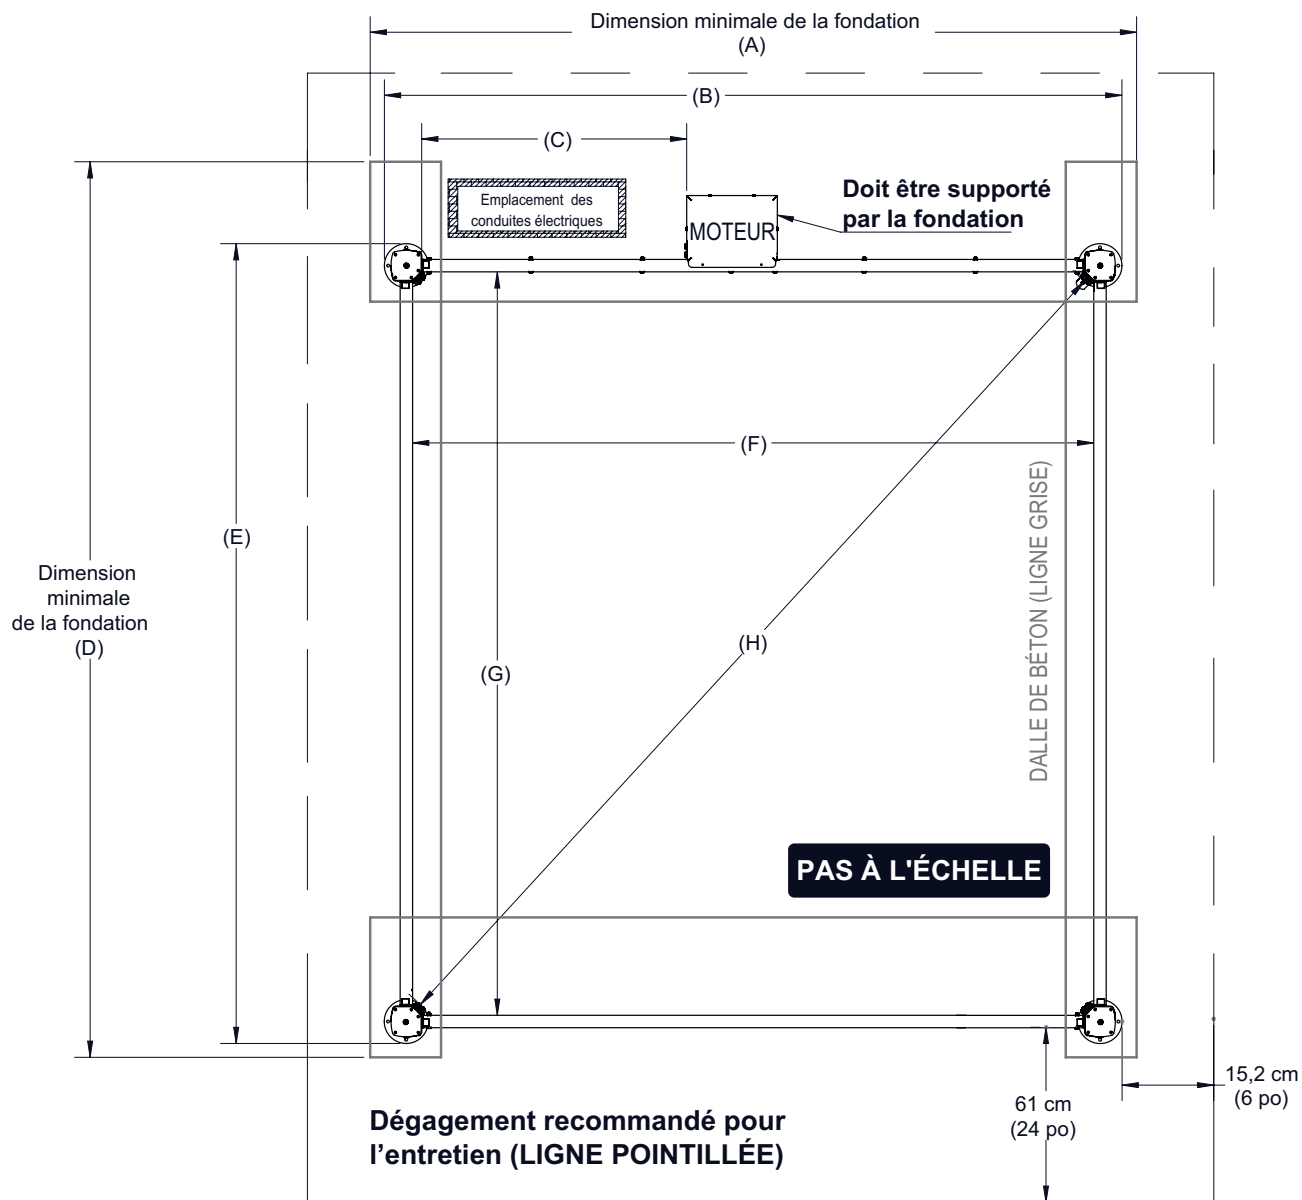 Dimension minimale de la fondation
(A)
(B)
(C)
Emplacement des
conduites électriques
MOTEUR
Doit être supporté
par la fondation
(F)
(E)
Dimension
minimale
de la fondation
(D)
(G)
(H)
DALLE DE BÉTON (LIGNE GRISE)
PAS À L'ÉCHELLE
15,2 cm
(6 po)
61 cm
(24 po)
Dégagement recommandé pour
l’entretien (LIGNE POINTILLÉE)